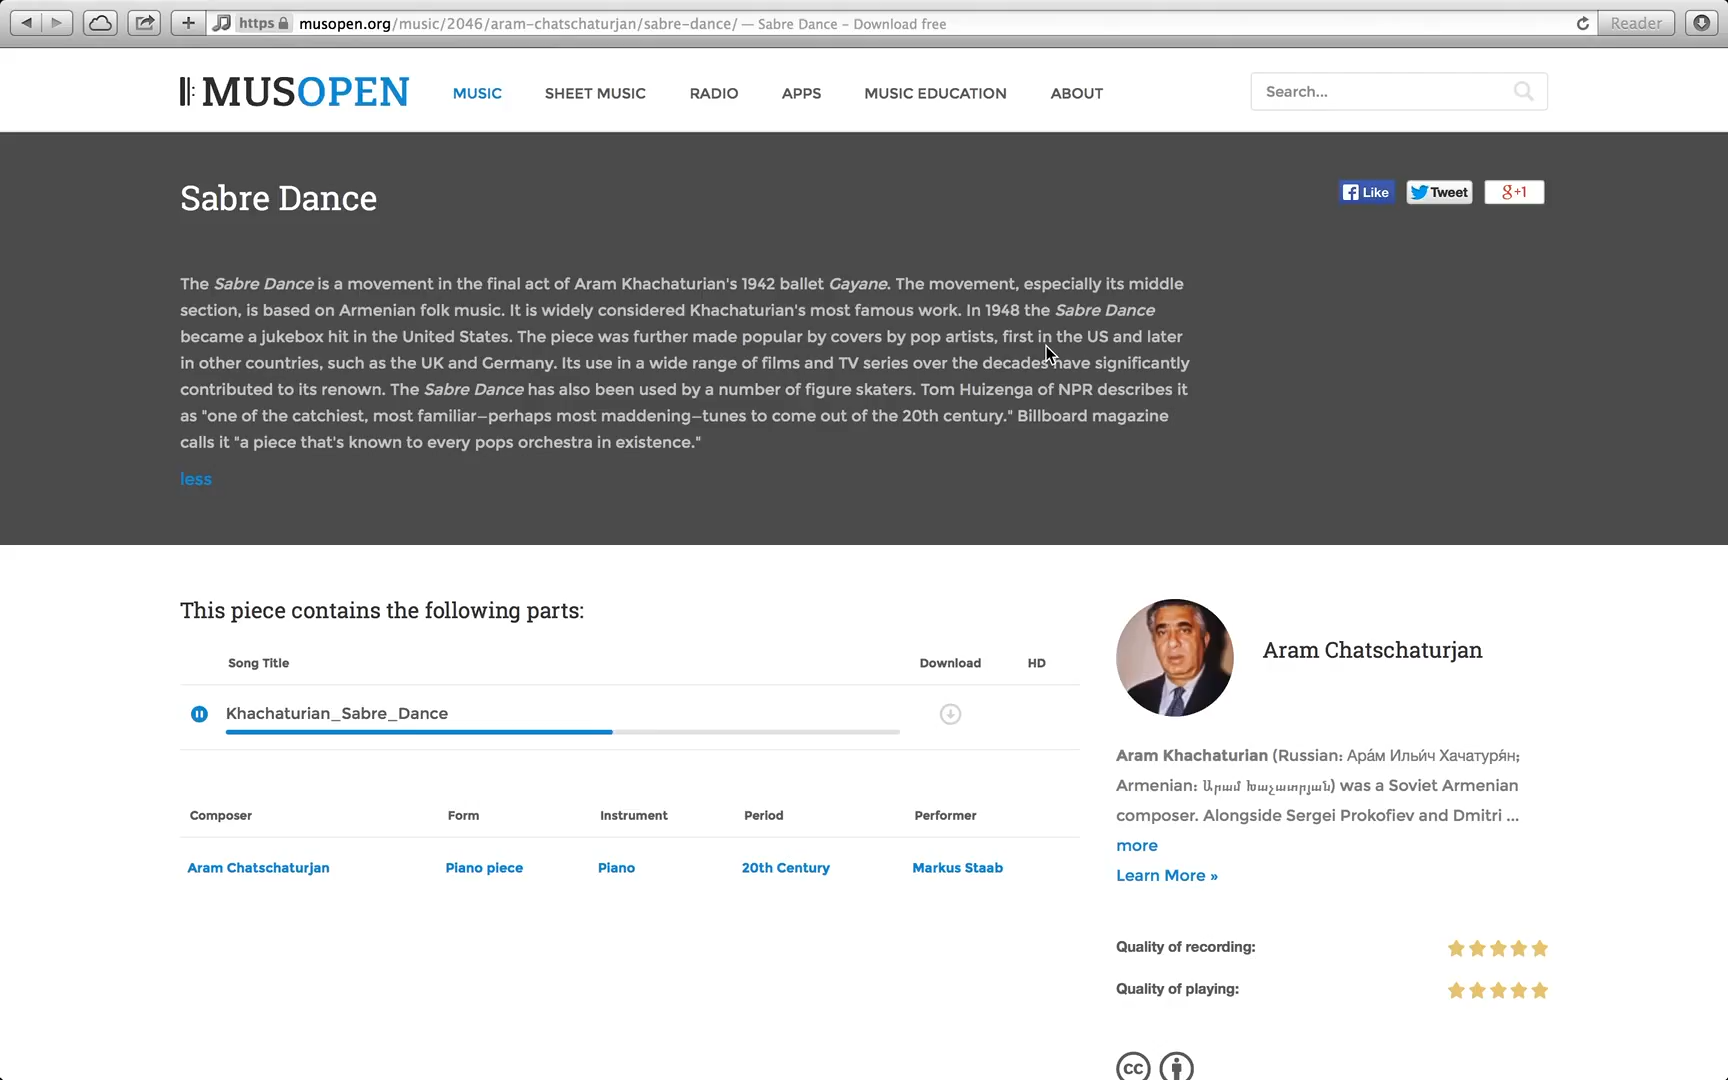 https musopen.org/music/2046/aram-chatschaturjan/sabre-dance/ — Sabre Dance – Download free
Reader
MUSOPEN
MUSIC SHEET MUSIC RADIO APPS MUSIC EDUCATION ABOUT
Search...
Sabre Dance
Like Tweet g+1
The Sabre Dance is a movement in the final act of Aram Khachaturian's 1942 ballet Gayane. The movement, especially its middle
section, is based on Armenian folk music. It is widely considered Khachaturian's most famous work. In 1948 the Sabre Dance
became a jukebox hit in the United States. The piece was further made popular by covers by pop artists, first in the US and later
in other countries, such as the UK and Germany. Its use in a wide range of films and TV series over the decades have significantly
contributed to its renown. The Sabre Dance has also been used by a number of figure skaters. Tom Huizenga of NPR describes it
as "one of the catchiest, most familiar—perhaps most maddening—tunes to come out of the 20th century." Billboard magazine
calls it "a piece that's known to every pops orchestra in existence."
less
This piece contains the following parts:
Song Title Download HD
Khachaturian_Sabre_Dance
Composer Form Instrument Period Performer
Aram Chatschaturjan Piano piece Piano 20th Century Markus Staab
Aram Chatschaturjan
Aram Khachaturian (Russian: Ара́м Ильи́ч Хачатуря́н;
Armenian: Արամ Խաչատրյան) was a Soviet Armenian
composer. Alongside Sergei Prokofiev and Dmitri ...
more
Learn More »
Quality of recording:
Quality of playing:
cc